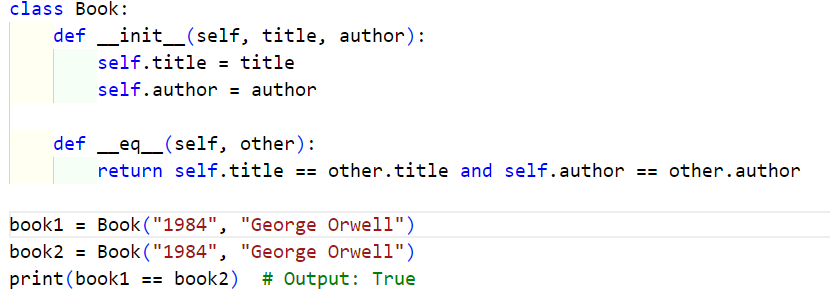 class Book:
    def __init__(self, title, author):
        self.title = title
        self.author = author

    def __eq__(self, other):
        return self.title == other.title and self.author == other.author

book1 = Book("1984", "George Orwell")
book2 = Book("1984", "George Orwell")
print(book1 == book2)  # Output: True